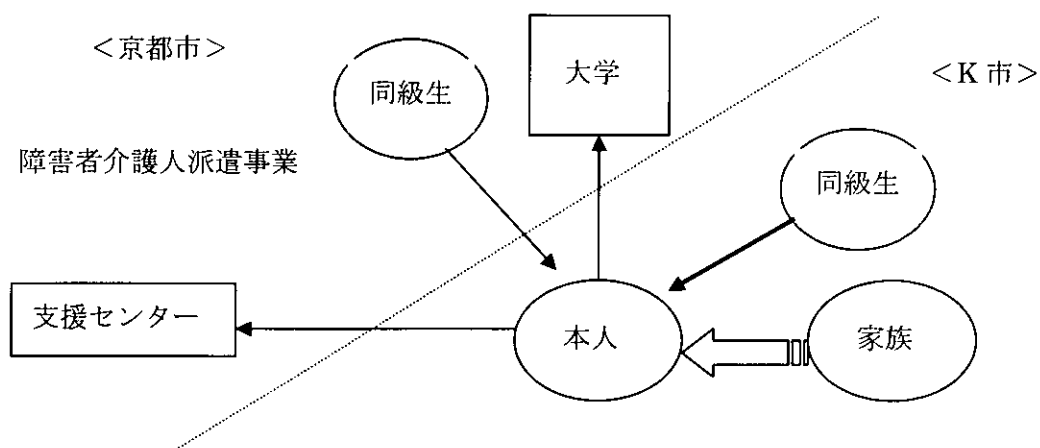 <京都市>
同級生
大学
<K市>
障害者介護人派遣事業
同級生
支援センター
本人
家族